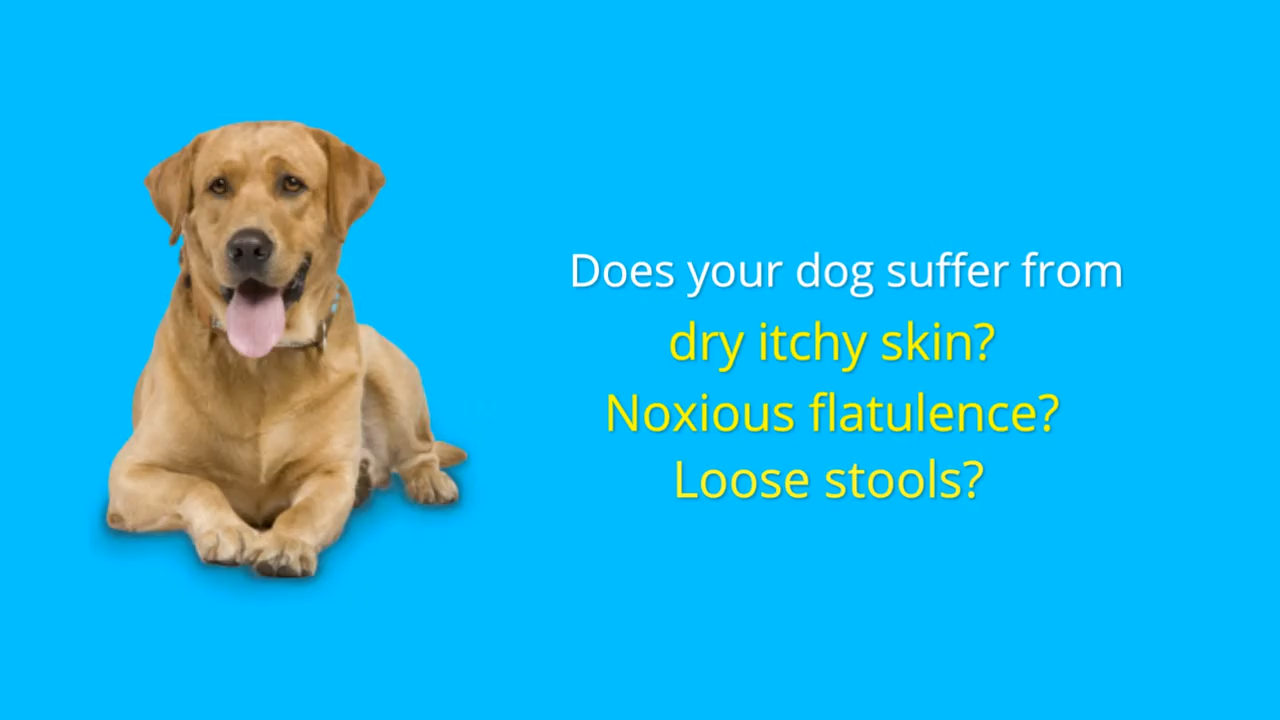 Does your dog suffer from
dry itchy skin?
Noxious flatulence?
Loose stools?